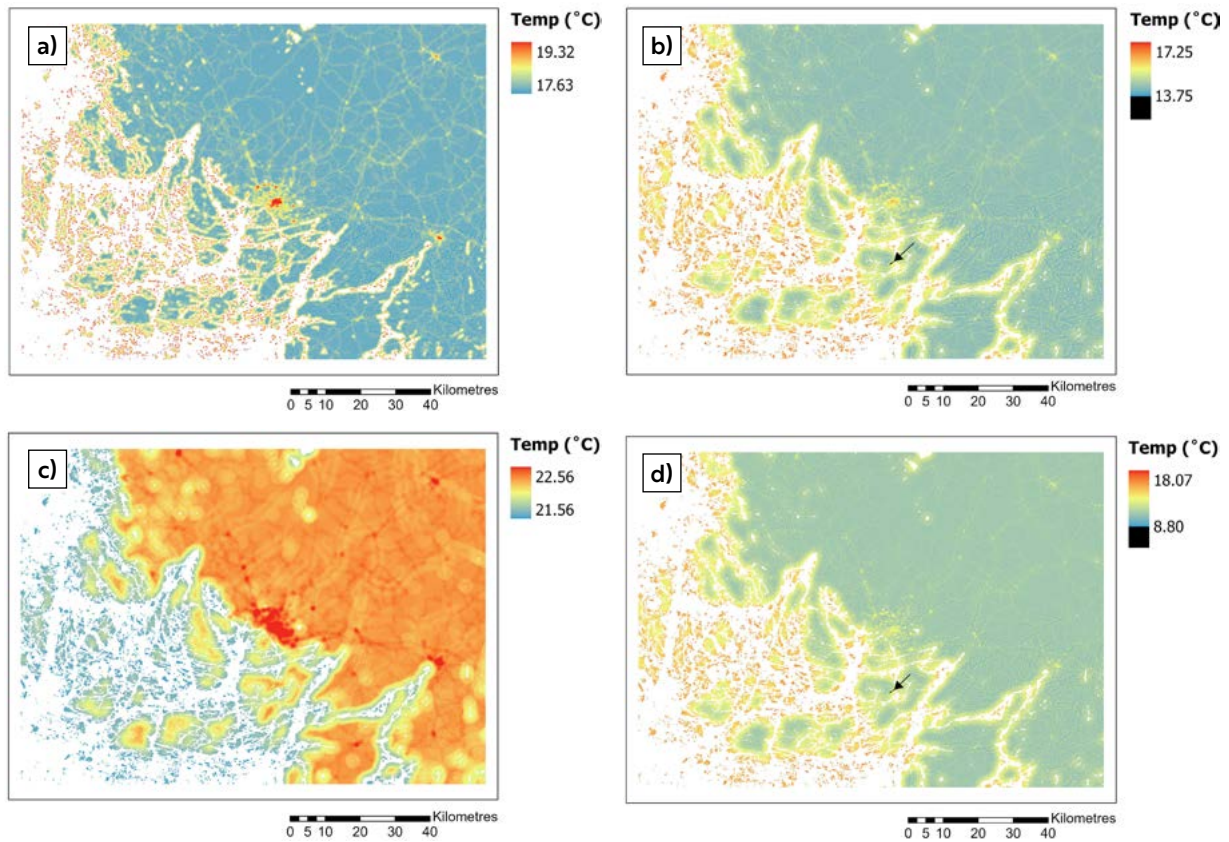 a)
Temp (˚C)
19.32
17.63
Kilometres
0 5 10 20 30 40
b)
Temp (˚C)
17.25
13.75
Kilometres
0 5 10 20 30 40
c)
Temp (˚C)
22.56
21.56
Kilometres
0 5 10 20 30 40
d)
Temp (˚C)
18.07
8.80
Kilometres
0 5 10 20 30 40